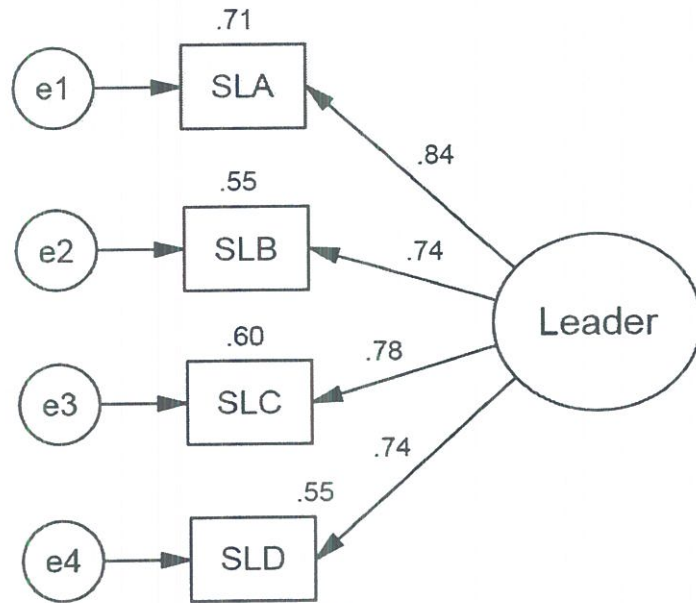 .71
e1
SLA
.84
.55
e2
SLB
.74
Leader
.60
.78
e3
SLC
.74
.55
e4
SLD